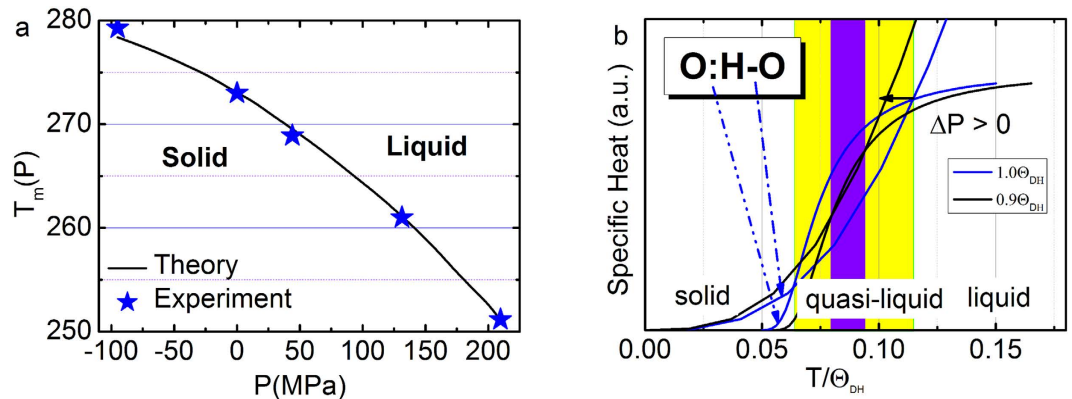 a
280
270
260
250
T_m(P)
Solid
Liquid
Theory
Experiment
-100 -50 0 50 100 150 200
P(MPa)
b
O:H-O
ΔP > 0
1.0Θ_DH
0.9Θ_DH
Specific Heat (a.u.)
solid
quasi-liquid
liquid
0.00 0.05 0.10 0.15
T/Θ_DH